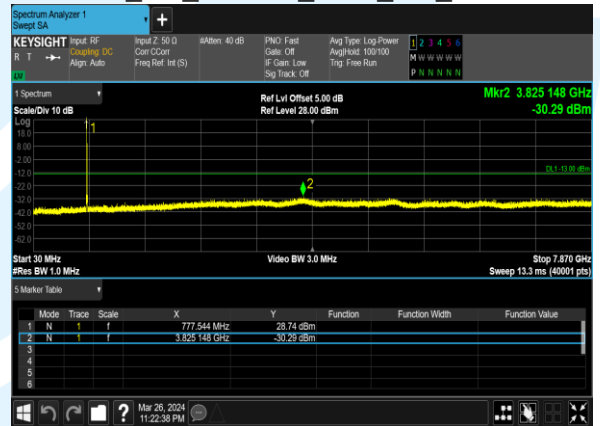 Spectrum Analyzer 1
Swept SA
+
KEYSIGHT Input: RF Input Z: 50 Ω #Atten: 40 dB PNO: Fast Avg Type: Log-Power 1 2 3 4 5 6
R T Coupling: DC Corr CCorr Gate: Off Avg|Hold: 100/100 M W W W W W
Align: Auto Freq Ref: Int (S) IF Gain: Low Trig: Free Run P N N N N N
LU Sig Track: Off
1 Spectrum Ref Lvl Offset 5.00 dB Mkr2 3.825 148 GHz
Scale/Div 10 dB Ref Level 28.00 dBm -30.29 dBm
Log 1
18.0
8.00
-2.00
-12.0 DL1 -13.00 dBm
-22.0 2
-32.0
-42.0
-52.0
-62.0
Start 30 MHz Video BW 3.0 MHz Stop 7.870 GHz
#Res BW 1.0 MHz Sweep 13.3 ms (40001 pts)
5 Marker Table
Mode Trace Scale X Y Function Function Width Function Value
1 N 1 f 777.544 MHz 28.74 dBm
2 N 1 f 3.825 148 GHz -30.29 dBm
3
4
5
6
? Mar 26, 2024
11:22:38 PM